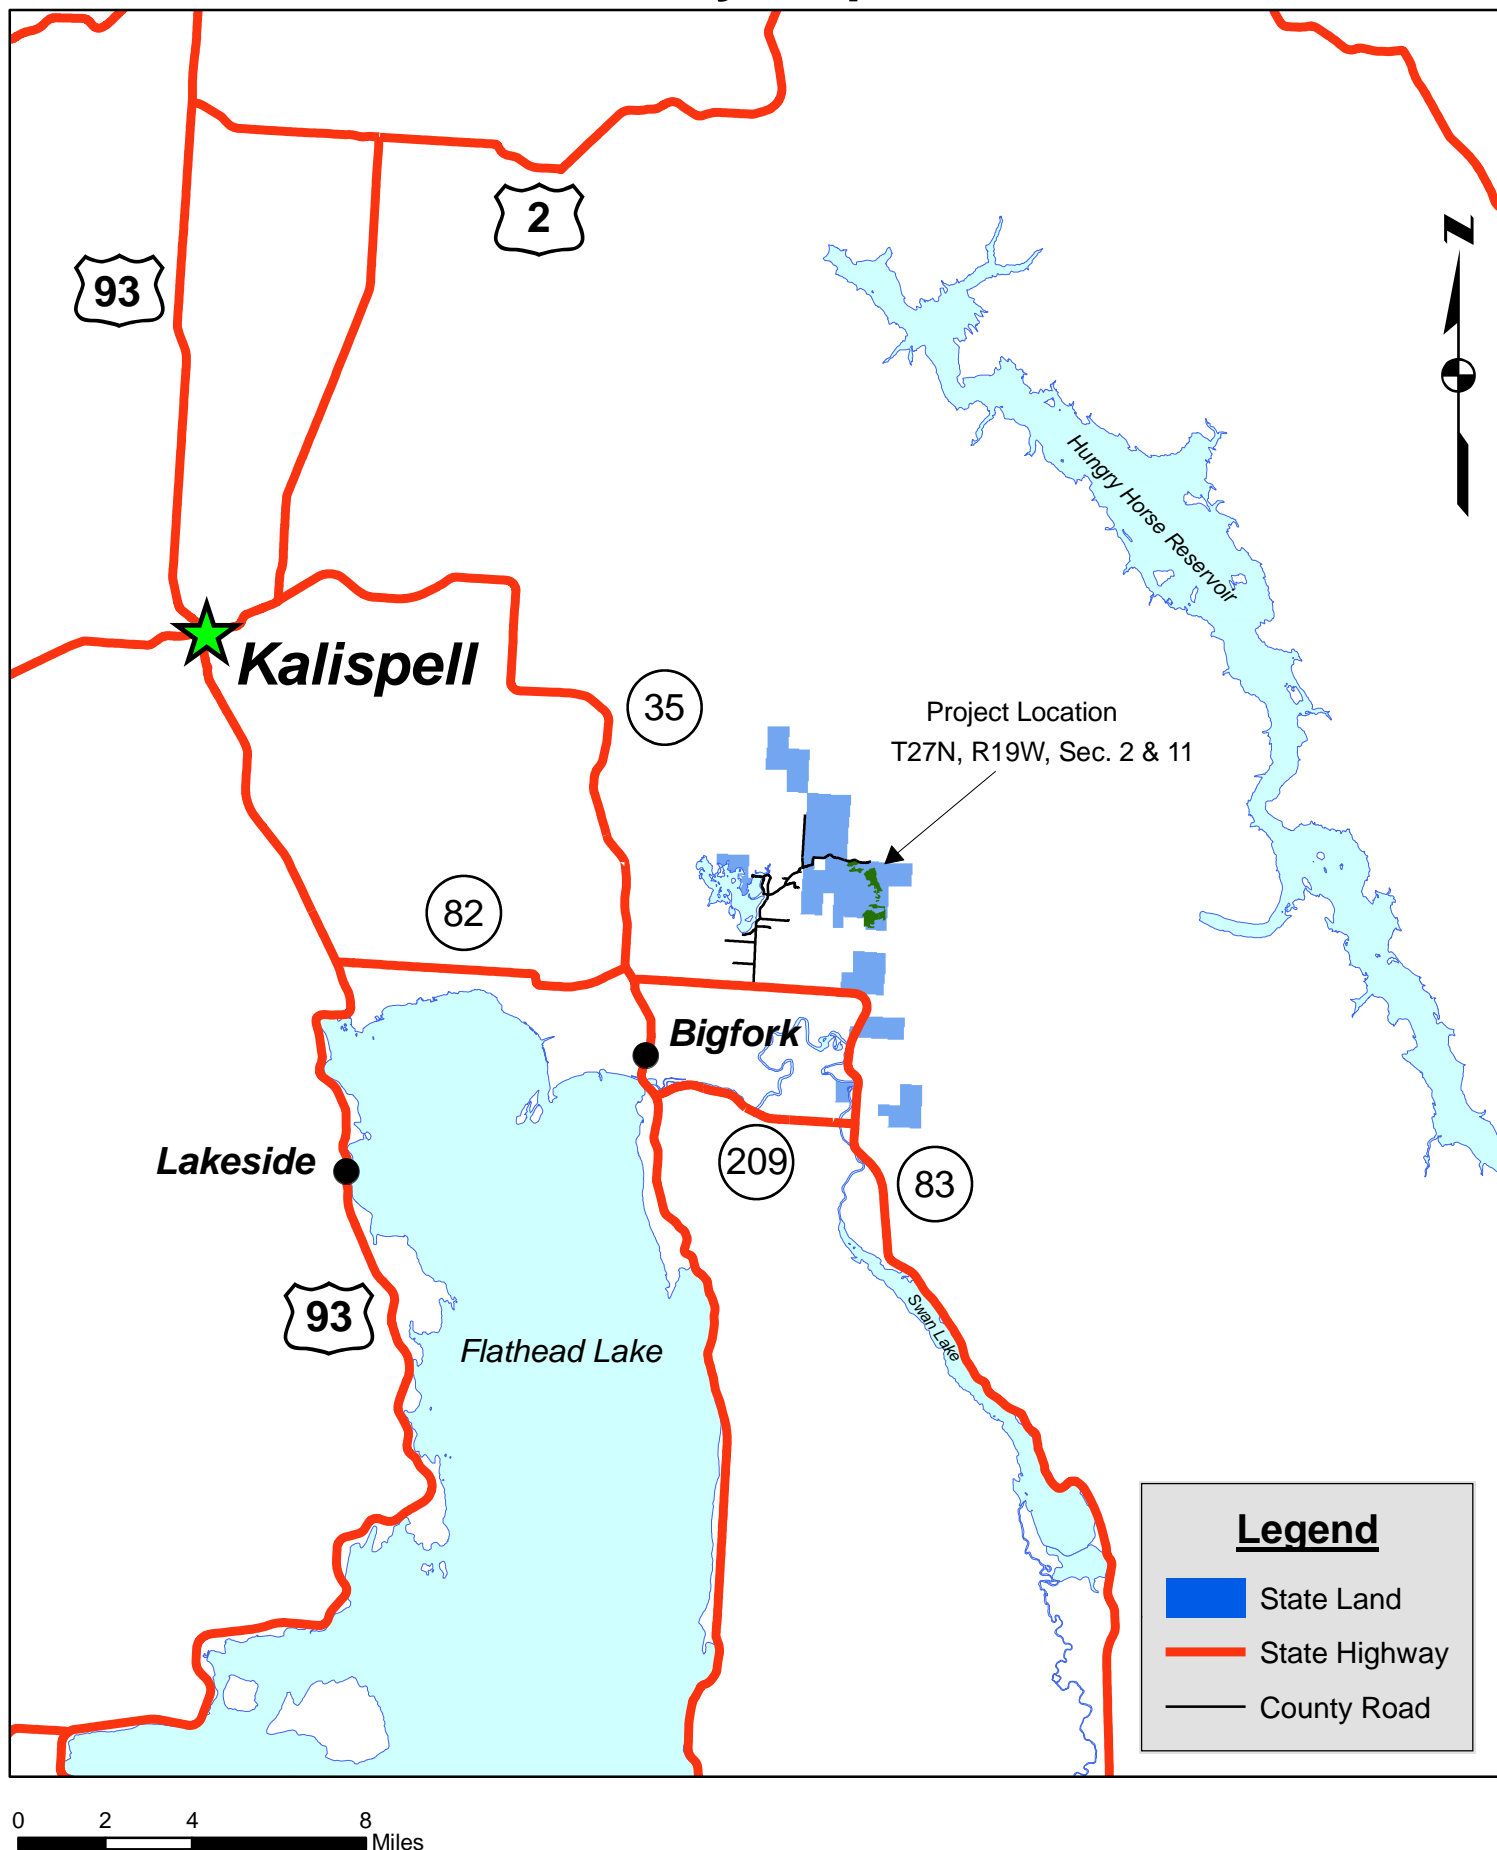 2
93
Hungry Horse Reservoir
Kalispell
35
Project Location
T27N, R19W, Sec. 2 & 11
82
Bigfork
Lakeside
209
83
93
Swan Lake
Flathead Lake
Legend
State Land
State Highway
County Road
0 2 4 8
Miles
N